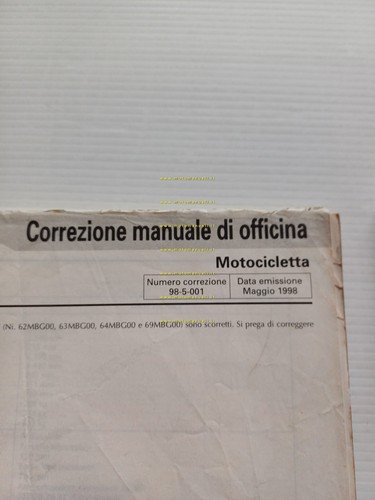 Correzione manuale di officina
Motocicletta
Numero correzione
98-5-001
Data emissione
Maggio 1998
(Ni. 62MBG00, 63MBG00, 64MBG00 e 69MBG00) sono scorretti. Si prega di correggere